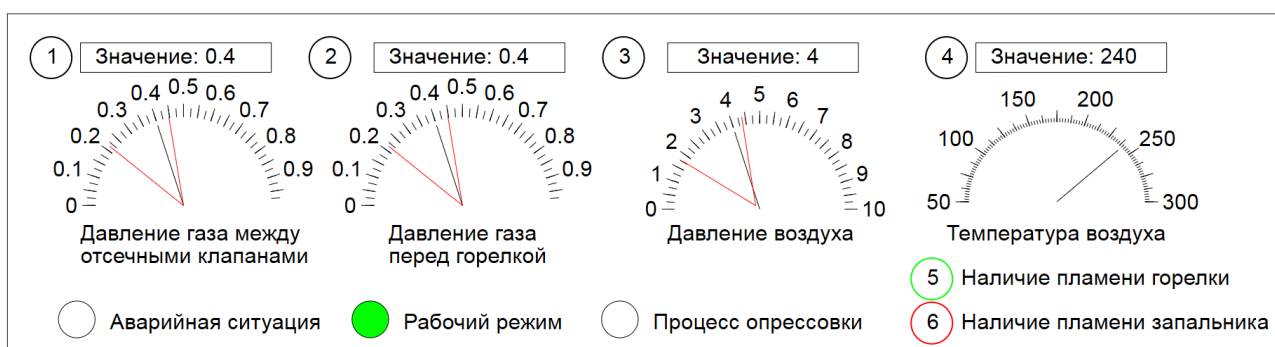 1 Значение: 0.4
2 Значение: 0.4
3 Значение: 4
4 Значение: 240
0 0.1 0.2 0.3 0.4 0.5 0.6 0.7 0.8 0.9
Давление газа между
отсечными клапанами
0 0.1 0.2 0.3 0.4 0.5 0.6 0.7 0.8 0.9
Давление газа
перед горелкой
0 1 2 3 4 5 6 7 8 9 10
Давление воздуха
50 100 150 200 250 300
Температура воздуха
5 Наличие пламени горелки
6 Наличие пламени запальника
Аварийная ситуация
Рабочий режим
Процесс опрессовки